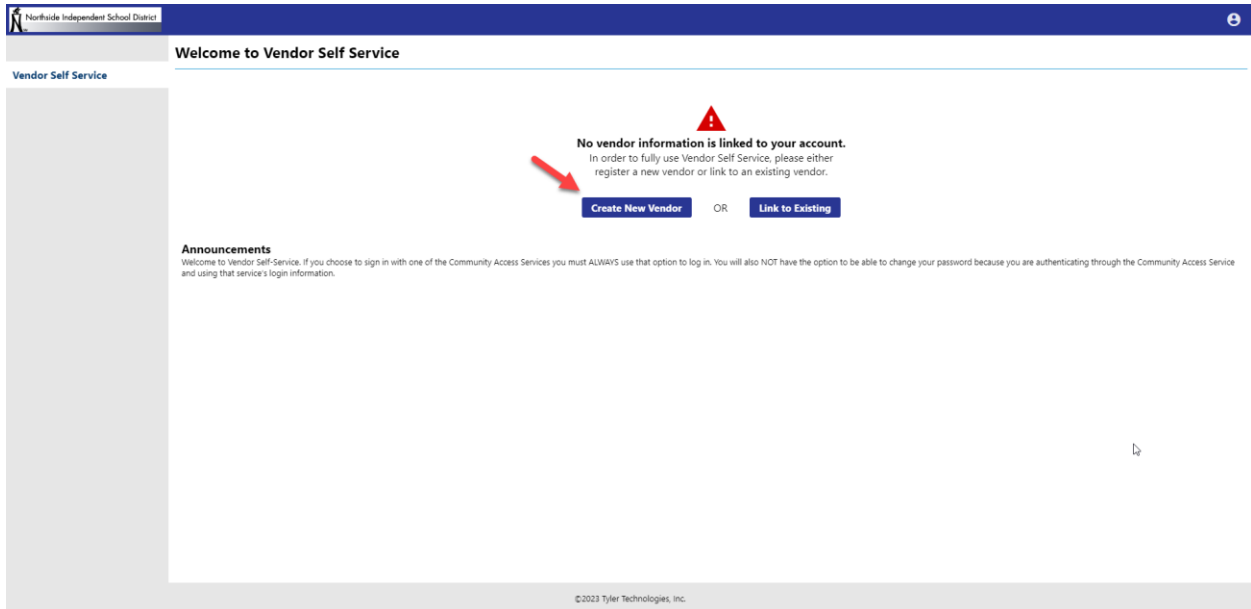 Northside Independent School District
Welcome to Vendor Self Service
Vendor Self Service
No vendor information is linked to your account.
In order to fully use Vendor Self Service, please either
register a new vendor or link to an existing vendor.
Create New Vendor OR Link to Existing
Announcements
Welcome to Vendor Self-Service. If you choose to sign in with one of the Community Access Services you must ALWAYS use that option to log in. You will also NOT have the option to be able to change your password because you are authenticating through the Community Access Service
and using that service's login information.
©2023 Tyler Technologies, Inc.